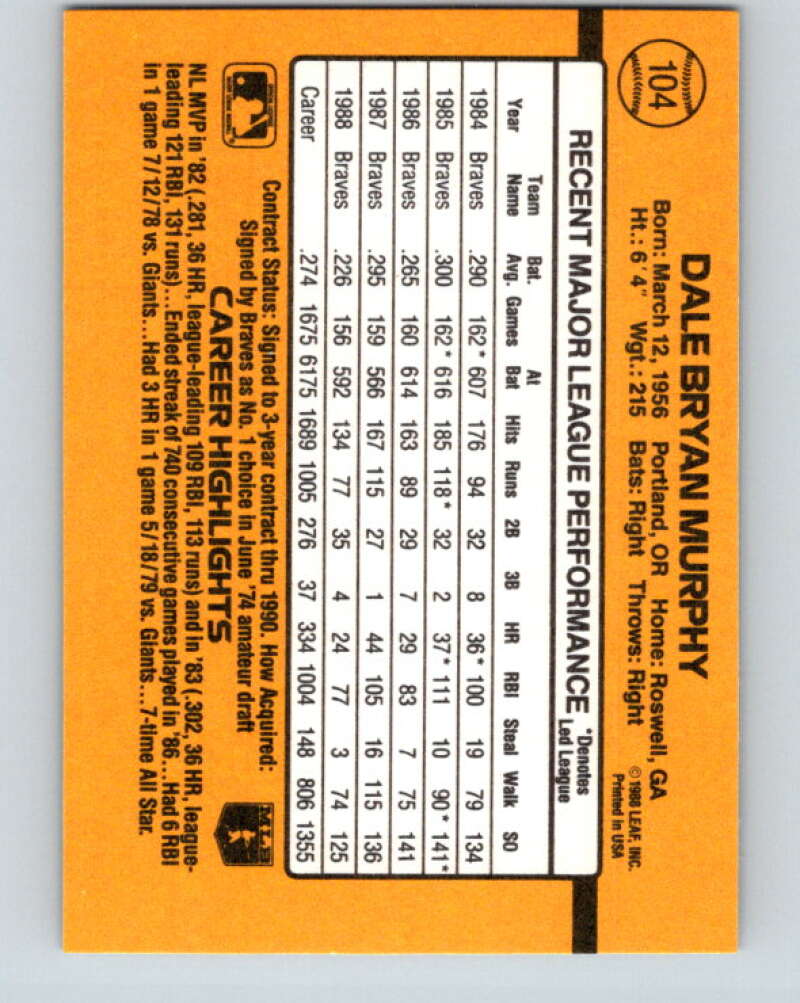 104
DALE BRYAN MURPHY
Born: March 12, 1956 Portland, OR Home: Roswell, GA
Ht.: 6' 4" Wgt.: 215 Bats: Right Throws: Right
© 1988 LEAF, INC.
Printed in USA
RECENT MAJOR LEAGUE PERFORMANCE *Denotes Led League
Year Team Name Bat. Avg. Games At Bat Hits Runs 2B 3B HR RBI Steal Walk SO
1984 Braves .290 162* 607 176 94 32 8 36* 100 19 79 134
1985 Braves .300 162* 616 185 118* 32 2 37* 111 10 90* 141*
1986 Braves .265 160 614 163 89 29 7 29 83 7 75 141
1987 Braves .295 159 566 167 115 27 1 44 105 16 115 136
1988 Braves .226 156 592 134 77 35 4 24 77 3 74 125
Career .274 1675 6175 1689 1005 276 37 334 1004 148 806 1355
Contract Status: Signed to 3-year contract thru 1990. How Acquired:
Signed by Braves as No. 1 choice in June '74 amateur draft
CAREER HIGHLIGHTS
NL MVP in '82 (.281, 36 HR, league-leading 109 RBI, 113 runs) and in '83 (.302, 36 HR, league-
leading 121 RBI, 131 runs)...Ended streak of 740 consecutive games played in '86...Had 6 RBI
in 1 game 7/12/78 vs. Giants...Had 3 HR in 1 game 5/18/79 vs. Giants...7-time All Star.
MLB